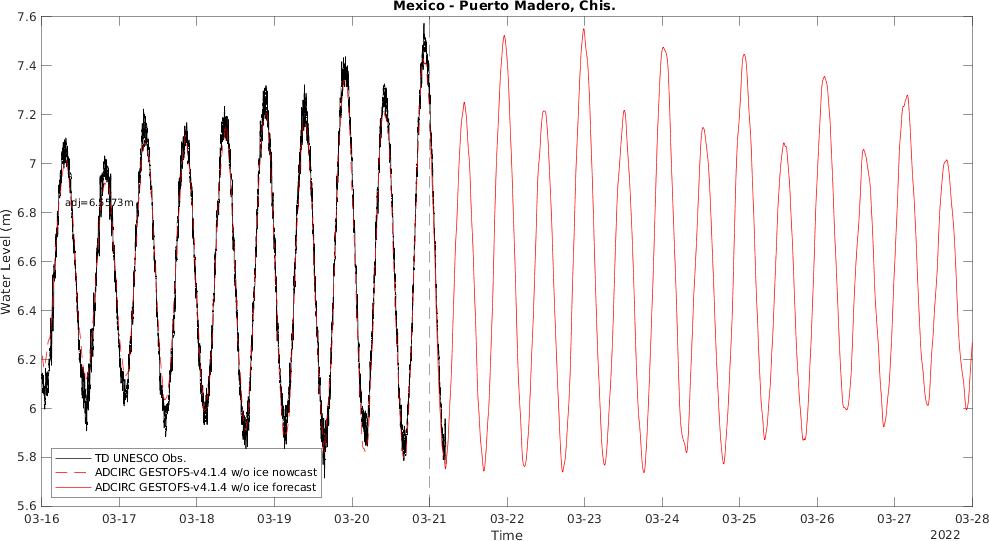 Mexico - Puerto Madero, Chis.
7.6
7.4
7.2
7
6.8
6.6
6.4
6.2
6
5.8
5.6
Water Level (m)
adj=6.5573m
TD UNESCO Obs.
ADCIRC GESTOFS-v4.1.4 w/o ice nowcast
ADCIRC GESTOFS-v4.1.4 w/o ice forecast
03-16 03-17 03-18 03-19 03-20 03-21 03-22 03-23 03-24 03-25 03-26 03-27 03-28
Time
2022